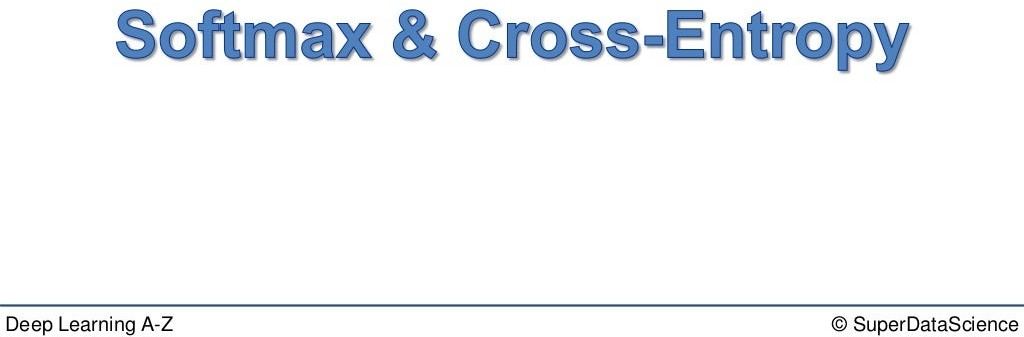 Softmax & Cross-Entropy
Deep Learning A-Z
© SuperDataScience